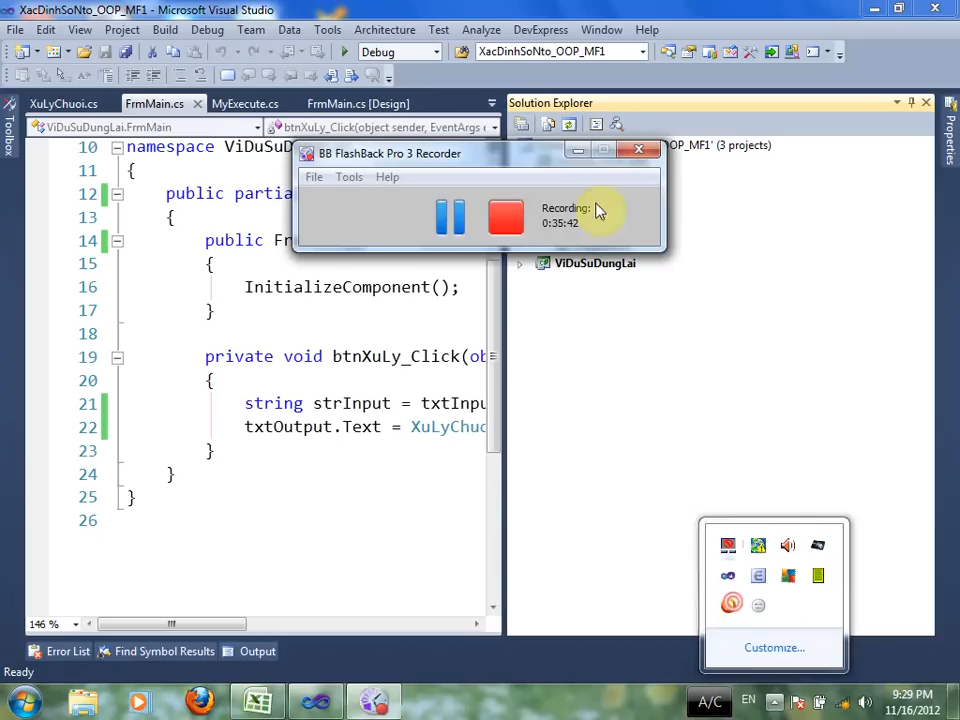 XacDinhSoNto_OOP_MF1 - Microsoft Visual Studio
File Edit View Project Build Debug Team Data Tools Architecture Test Analyze DevExpress Window Help
Debug XacDinhSoNto_OOP_MF1
XuLyChuoi.cs FrmMain.cs MyExecute.cs FrmMain.cs [Design] Solution Explorer
Toolbox
Properties
ViDuSuDungLai.FrmMain btnXuLy_Click(object sender, EventArgs e
OOP_MF1' (3 projects)
BB FlashBack Pro 3 Recorder
File Tools Help
Recording:
0:35:42
ViDuSuDungLai
10 namespace ViDuSuD
11 {
12 public partia
13 {
14 public Fr
15 {
16 InitializeComponent();
17 }
18
19 private void btnXuLy_Click(ob
20 {
21 string strInput = txtInpu
22 txtOutput.Text = XuLyChuo
23 }
24 }
25 }
26
146 %
Customize...
Error List Find Symbol Results Output
Ready
A/C EN 9:29 PM
11/16/2012